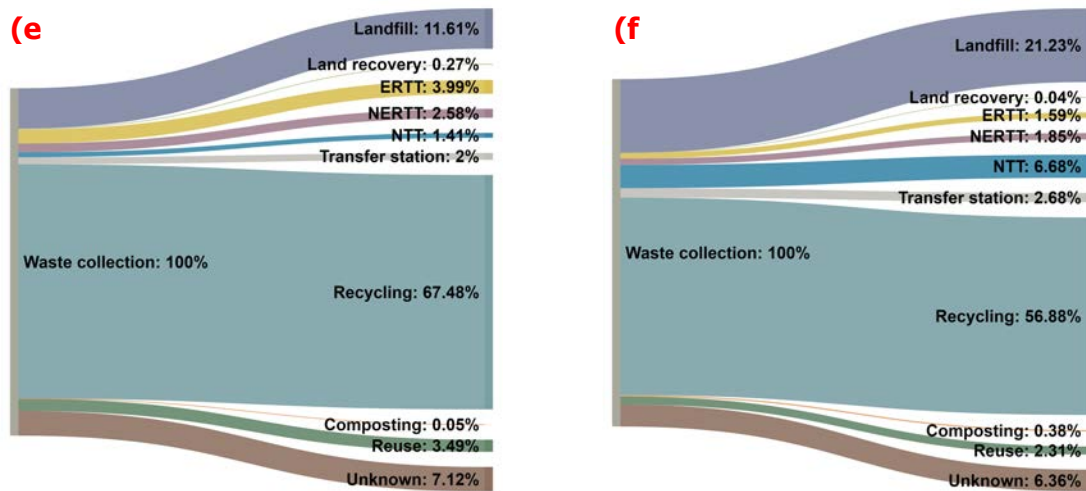 (e
Landfill: 11.61%
Land recovery: 0.27%
ERTT: 3.99%
NERTT: 2.58%
NTT: 1.41%
Transfer station: 2%
Waste collection: 100%
Recycling: 67.48%
Composting: 0.05%
Reuse: 3.49%
Unknown: 7.12%
(f
Landfill: 21.23%
Land recovery: 0.04%
ERTT: 1.59%
NERTT: 1.85%
NTT: 6.68%
Transfer station: 2.68%
Waste collection: 100%
Recycling: 56.88%
Composting: 0.38%
Reuse: 2.31%
Unknown: 6.36%